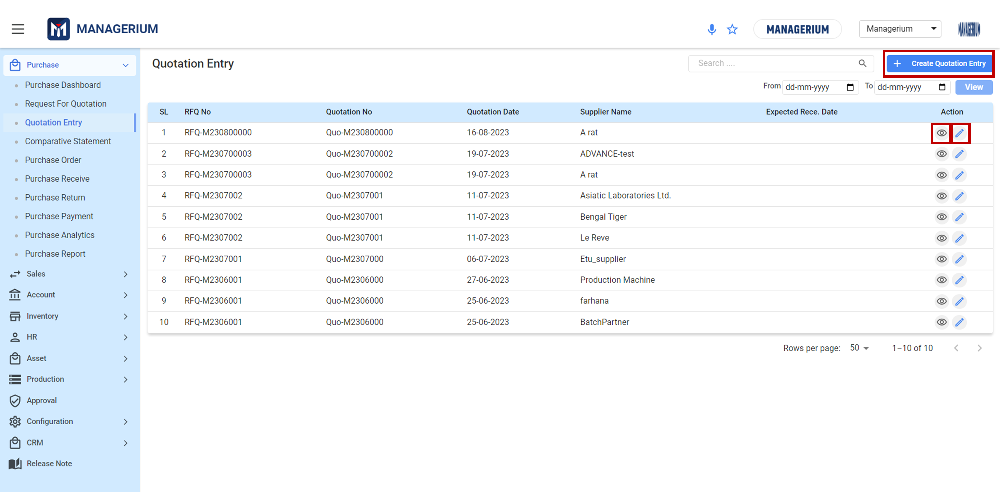 MANAGERIUM
MANAGERIUM
Managerium
MANAGERIUM
Purchase
Purchase Dashboard
Request For Quotation
Quotation Entry
Comparative Statement
Purchase Order
Purchase Receive
Purchase Return
Purchase Payment
Purchase Analytics
Purchase Report
Sales
Account
Inventory
HR
Asset
Production
Approval
Configuration
CRM
Release Note
Quotation Entry
Search ....
Create Quotation Entry
From dd-mm-yyyy To dd-mm-yyyy View
SL RFQ No Quotation No Quotation Date Supplier Name Expected Rece. Date Action
1 RFQ-M230800000 Quo-M230800000 16-08-2023 A rat
2 RFQ-M230700003 Quo-M230700002 19-07-2023 ADVANCE-test
3 RFQ-M230700003 Quo-M230700002 19-07-2023 A rat
4 RFQ-M2307002 Quo-M2307001 11-07-2023 Asiatic Laboratories Ltd.
5 RFQ-M2307002 Quo-M2307001 11-07-2023 Bengal Tiger
6 RFQ-M2307002 Quo-M2307001 11-07-2023 Le Reve
7 RFQ-M2307001 Quo-M2307000 06-07-2023 Etu_supplier
8 RFQ-M2306001 Quo-M2306000 27-06-2023 Production Machine
9 RFQ-M2306001 Quo-M2306000 25-06-2023 farhana
10 RFQ-M2306001 Quo-M2306000 25-06-2023 BatchPartner
Rows per page: 50 1–10 of 10